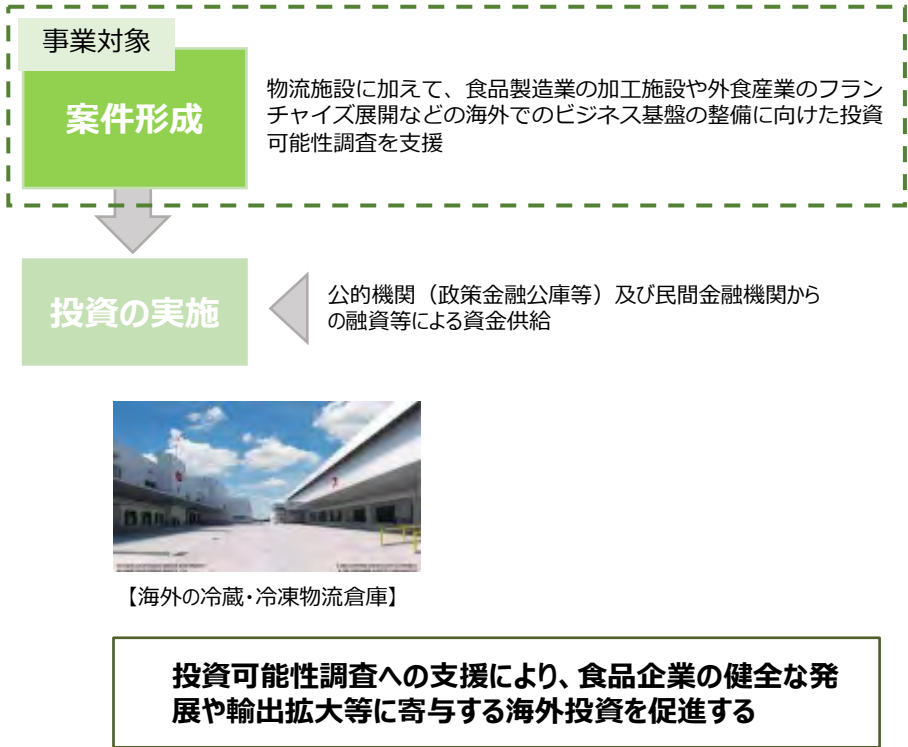 事業対象
案件形成
物流施設に加えて、食品製造業の加工施設や外食産業のフラン
チャイズ展開などの海外でのビジネス基盤の整備に向けた投資
可能性調査を支援
投資の実施
公的機関（政策金融公庫等）及び民間金融機関から
の融資等による資金供給
【海外の冷蔵・冷凍物流倉庫】
投資可能性調査への支援により、食品企業の健全な発
展や輸出拡大等に寄与する海外投資を促進する